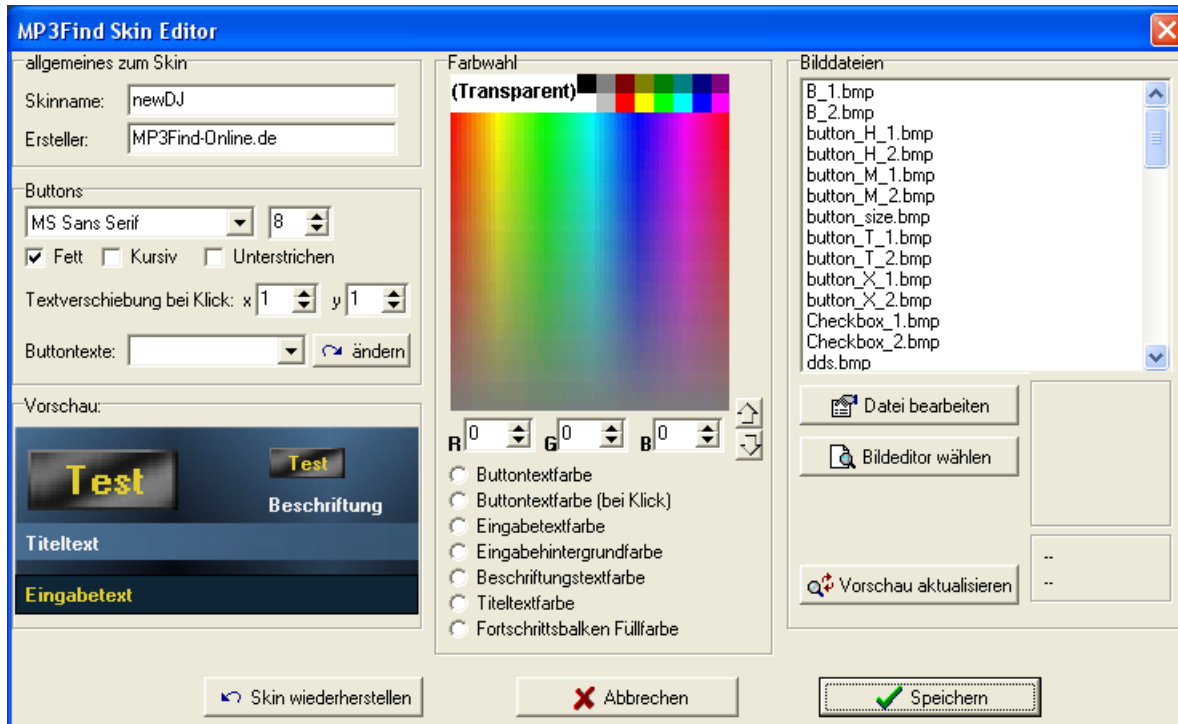 MP3Find Skin Editor
allgemeines zum Skin
Skinname: newDJ
Ersteller: MP3Find-Online.de
Buttons
MS Sans Serif 8
Fett Kursiv Unterstrichen
Textverschiebung bei Klick: x 1 y 1
Buttontexte: ändern
Vorschau:
Test Test
Beschriftung
Titeltext
Eingabetext
Farbwahl
(Transparent)
R 0 G 0 B 0
Buttontextfarbe
Buttontextfarbe (bei Klick)
Eingabetextfarbe
Eingabehintergrundfarbe
Beschriftungstextfarbe
Titeltextfarbe
Fortschrittsbalken Füllfarbe
Bilddateien
B_1.bmp
B_2.bmp
button_H_1.bmp
button_H_2.bmp
button_M_1.bmp
button_M_2.bmp
button_size.bmp
button_T_1.bmp
button_T_2.bmp
button_X_1.bmp
button_X_2.bmp
Checkbox_1.bmp
Checkbox_2.bmp
dds.bmp
Datei bearbeiten
Bildeditor wählen
--
--
Vorschau aktualisieren
Skin wiederherstellen
Abbrechen
Speichern